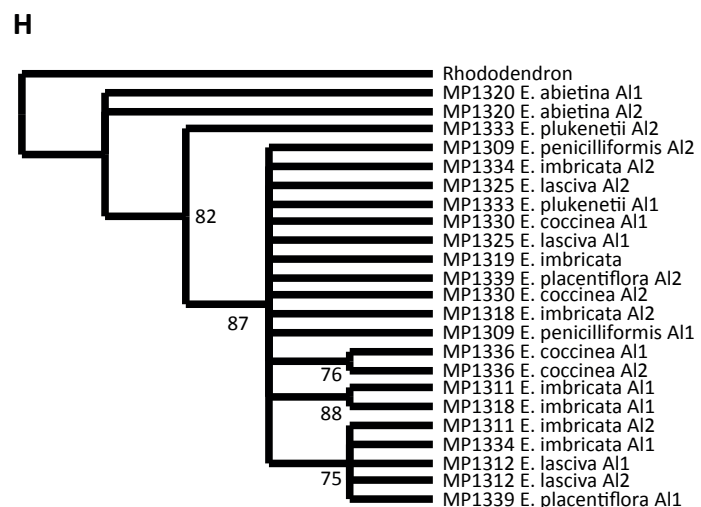 H
Rhododendron
MP1320 E. abietina Al1
MP1320 E. abietina Al2
MP1333 E. plukenetii Al2
MP1309 E. penicilliformis Al2
MP1334 E. imbricata Al2
MP1325 E. lasciva Al2
MP1333 E. plukenetii Al1
82
MP1330 E. coccinea Al1
MP1325 E. lasciva Al1
MP1319 E. imbricata
MP1339 E. placentiflora Al2
MP1330 E. coccinea Al2
MP1318 E. imbricata Al2
87
MP1309 E. penicilliformis Al1
MP1336 E. coccinea Al1
76
MP1336 E. coccinea Al2
MP1311 E. imbricata Al1
88
MP1318 E. imbricata Al1
MP1311 E. imbricata Al2
MP1334 E. imbricata Al1
MP1312 E. lasciva Al1
75
MP1312 E. lasciva Al2
MP1339 E. placentiflora Al1